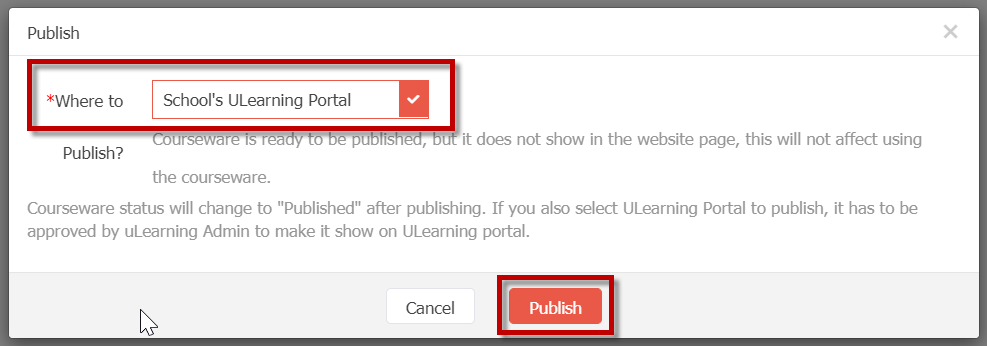 Publish
*Where to Publish?
School's ULearning Portal
Courseware is ready to be published, but it does not show in the website page, this will not affect using
the courseware.
Courseware status will change to "Published" after publishing. If you also select ULearning Portal to publish, it has to be
approved by uLearning Admin to make it show on ULearning portal.
Cancel
Publish